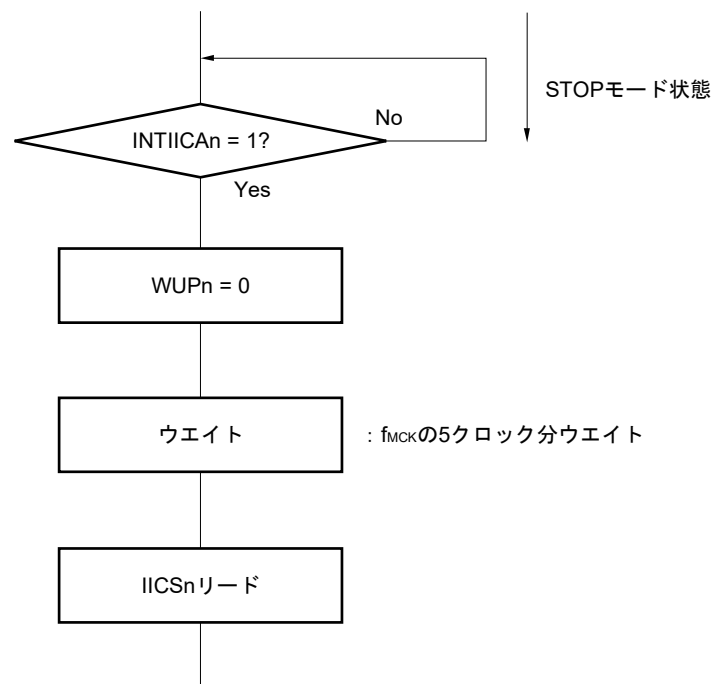 STOPモード状態
No
INTIICAn = 1?
Yes
WUPn = 0
ウエイト : fMCKの5クロック分ウエイト
IICSnリード